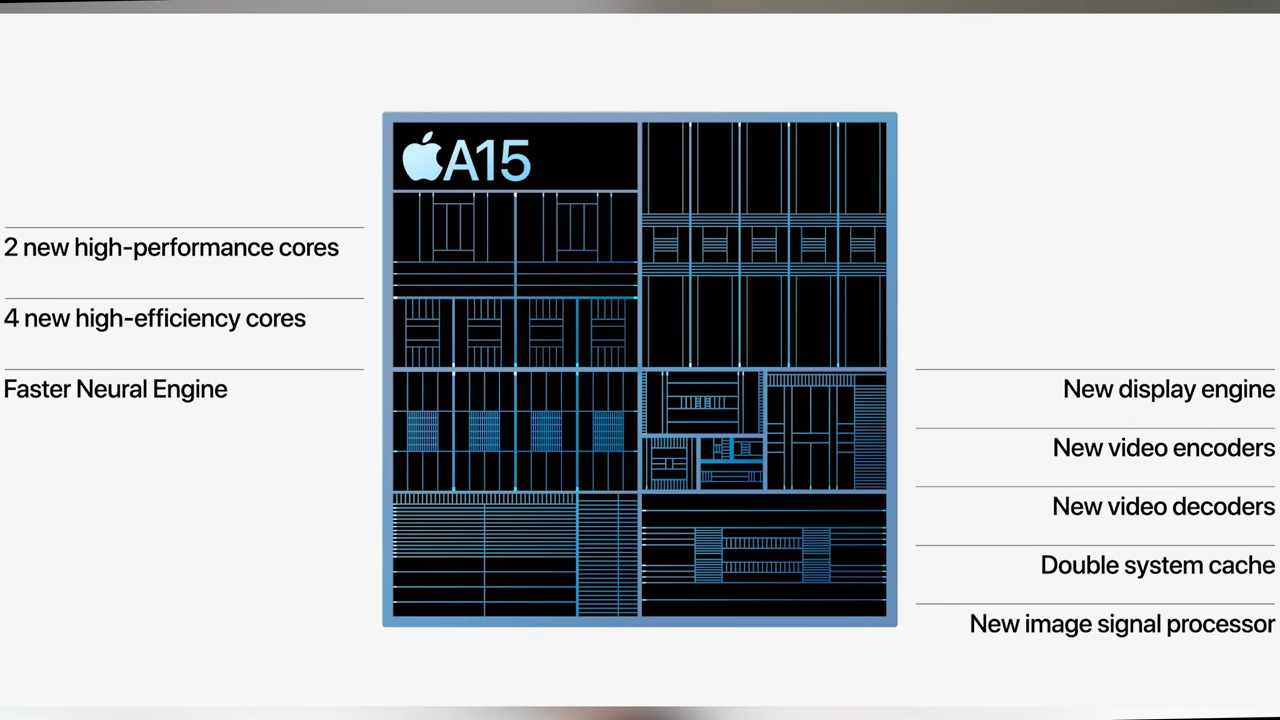 A15
2 new high-performance cores
4 new high-efficiency cores
Faster Neural Engine
New display engine
New video encoders
New video decoders
Double system cache
New image signal processor